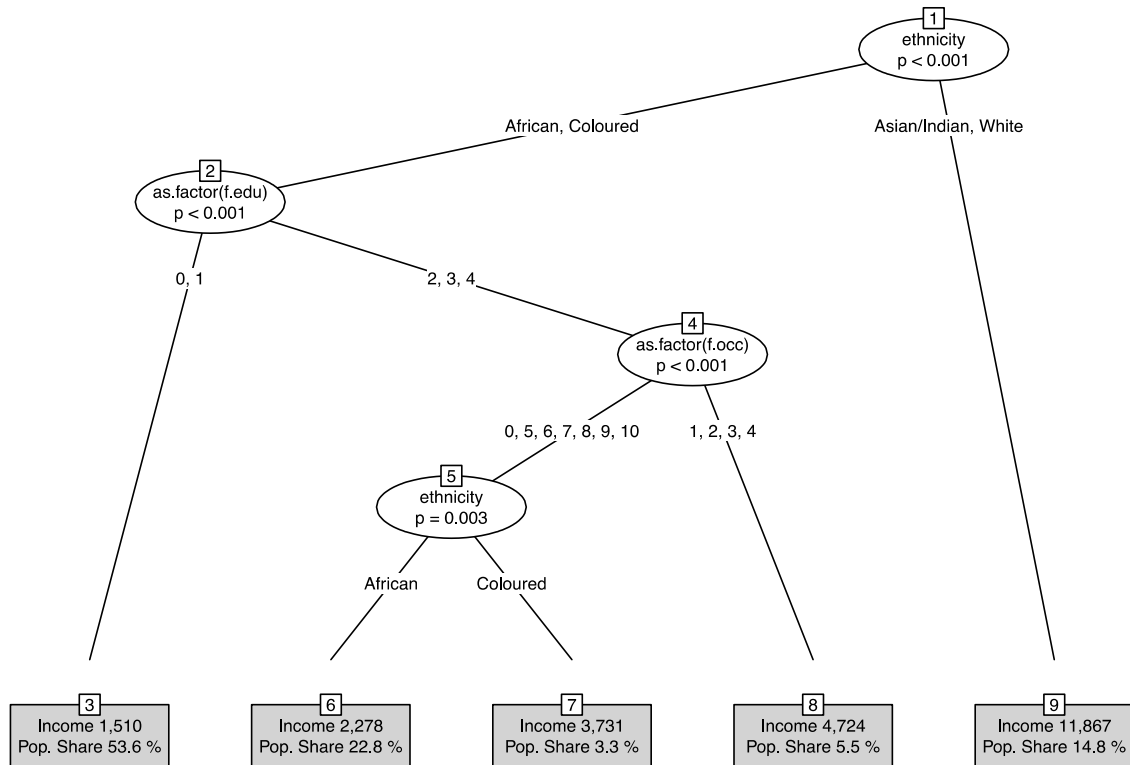 1
ethnicity
p < 0.001
African, Coloured
Asian/Indian, White
2
as.factor(f.edu)
p < 0.001
0, 1
2, 3, 4
4
as.factor(f.occ)
p < 0.001
0, 5, 6, 7, 8, 9, 10
1, 2, 3, 4
5
ethnicity
p = 0.003
African
Coloured
3
Income 1,510
Pop. Share 53.6 %
6
Income 2,278
Pop. Share 22.8 %
7
Income 3,731
Pop. Share 3.3 %
8
Income 4,724
Pop. Share 5.5 %
9
Income 11,867
Pop. Share 14.8 %